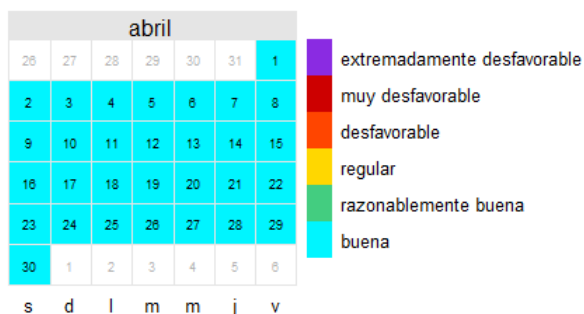 abril
26 27 28 29 30 31 1
2 3 4 5 6 7 8
9 10 11 12 13 14 15
16 17 18 19 20 21 22
23 24 25 26 27 28 29
30 1 2 3 4 5 6
s d l m m j v
extremadamente desfavorable
muy desfavorable
desfavorable
regular
razonablemente buena
buena